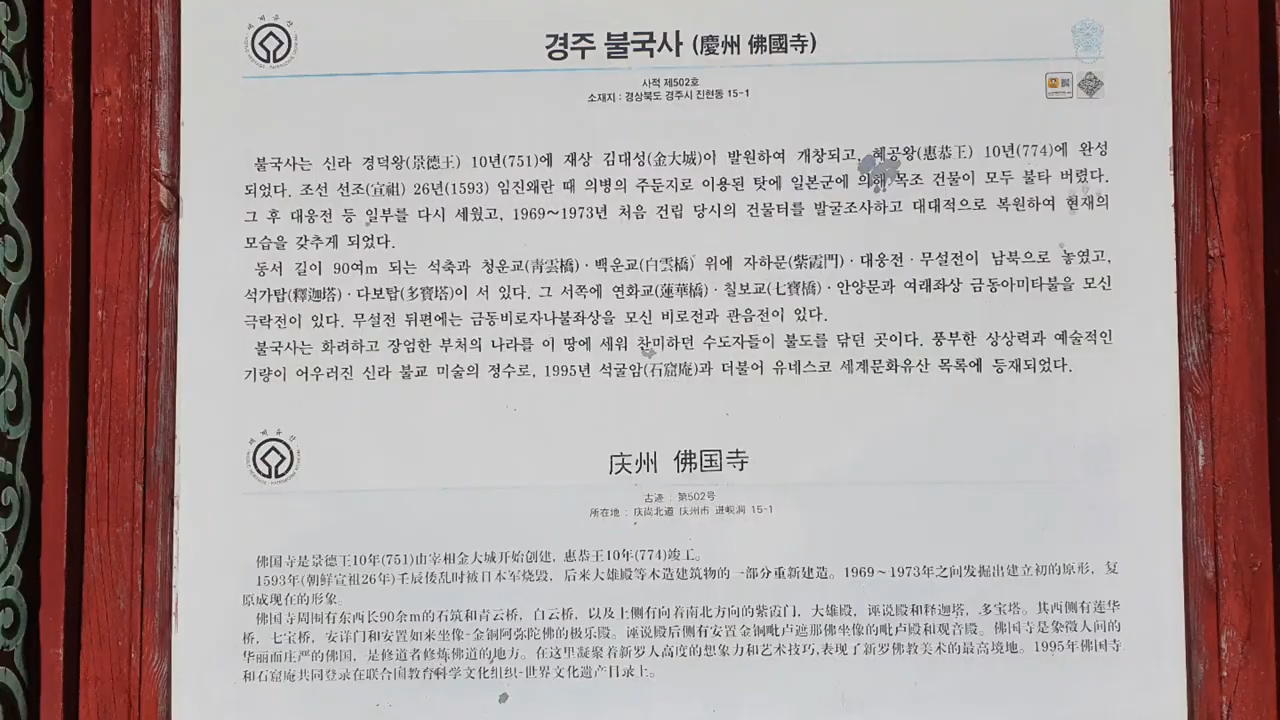 경주 불국사 (慶州 佛國寺)
사적 제502호
소재지 : 경상북도 경주시 진현동 15-1
불국사는 신라 경덕왕(景德王) 10년(751)에 재상 김대성(金大城)이 발원하여 개창되고, 혜공왕(惠恭王) 10년(774)에 완성
되었다. 조선 선조(宣祖) 26년(1593) 임진왜란 때 의병의 주둔지로 이용된 탓에 일본군에 의해 목조 건물이 모두 불타 버렸다.
그 후 대웅전 등 일부를 다시 세웠고, 1969～1973년 처음 건립 당시의 건물터를 발굴조사하고 대대적으로 복원하여 현재의
모습을 갖추게 되었다.
동서 길이 90여m 되는 석축과 청운교(靑雲橋)·백운교(白雲橋) 위에 자하문(紫霞門)·대웅전·무설전이 남북으로 놓였고,
석가탑(釋迦塔)·다보탑(多寶塔)이 서 있다. 그 서쪽에 연화교(蓮華橋)·칠보교(七寶橋)·안양문과 여래좌상 금동아미타불을 모신
극락전이 있다. 무설전 뒤편에는 금동비로자나불좌상을 모신 비로전과 관음전이 있다.
불국사는 화려하고 장엄한 부처의 나라를 이 땅에 세워 찬미하던 수도자들이 불도를 닦던 곳이다. 풍부한 상상력과 예술적인
기량이 어우러진 신라 불교 미술의 정수로, 1995년 석굴암(石窟庵)과 더불어 유네스코 세계문화유산 목록에 등재되었다.
세계유산
庆州 佛国寺
古迹 : 第502号
所在地 : 庆尚北道 庆州市 进岘洞 15-1
佛国寺是景德王10年(751)由宰相金大城开始创建, 惠恭王10年(774)竣工。
1593年(朝鲜宣祖26年)壬辰倭乱时被日本军烧毁, 后来大雄殿等木造建筑物的一部分重新建造。1969～1973年之间发掘出建立初的原形, 复
原成现在的形象。
佛国寺周围有东西长90余m的石筑和青云桥, 白云桥, 以及上侧有向着南北方向的紫霞门, 大雄殿, 诬说殿和释迦塔, 多宝塔。其西侧有莲华
桥, 七宝桥, 安详门和安置如来坐像-金铜阿弥陀佛的极乐殿。诬说殿后侧有安置金铜毗卢遮那佛坐像的毗卢殿和观音殿。佛国寺是象徵人间的
华丽而庄严的佛国, 是修道者修炼佛道的地方。在这里凝聚着新罗人高度的想象力和艺术技巧,表现了新罗佛教美术的最高境地。1995年佛国寺
和石窟庵共同登录在联合国教育科学文化组织-世界文化遗产目录上。